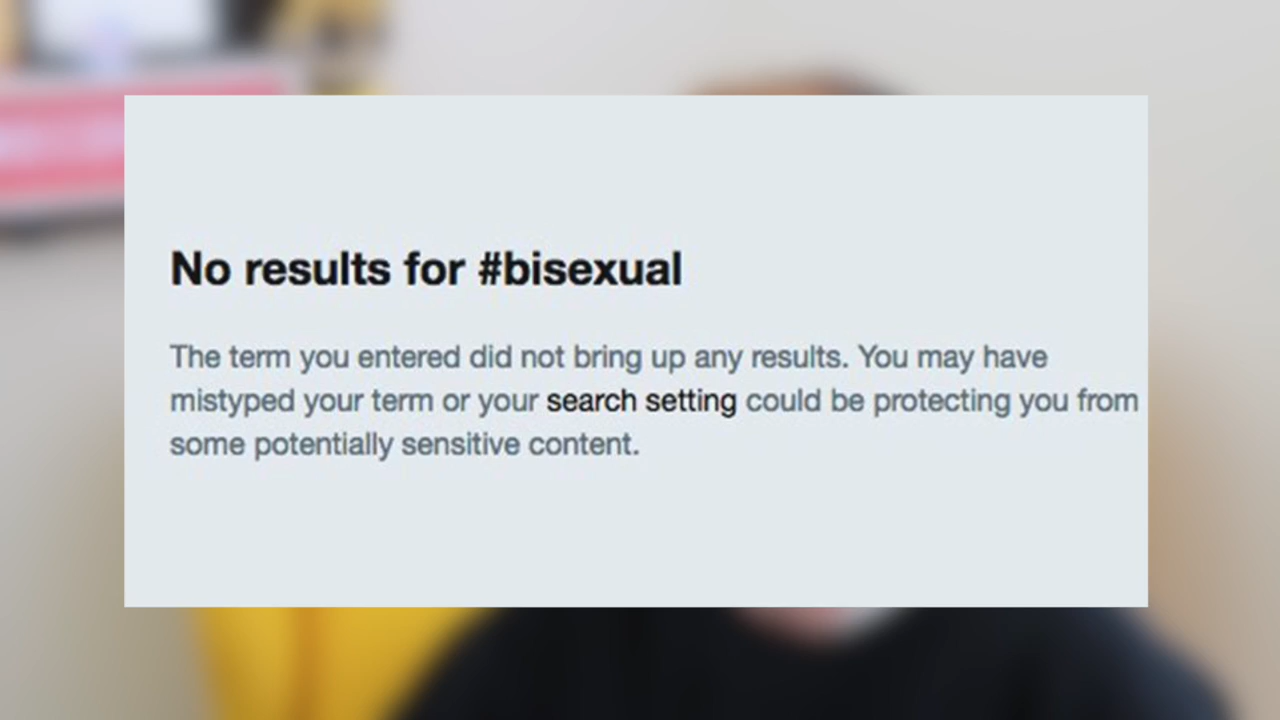 No results for #bisexual
The term you entered did not bring up any results. You may have
mistyped your term or your search setting could be protecting you from
some potentially sensitive content.